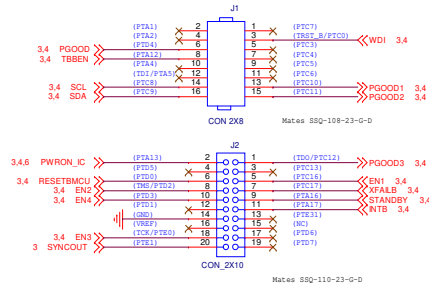 J1
(PTA1) 2 1 (PTC7)
(PTA2) 4 3 (TRST_B/PTC0) WDI 3,4
3,4 PGOOD (PTD4) 6 5 (PTC3)
3,4 TBBEN (PTA12) 8 7 (PTC4)
(PTA4) 10 9 (PTC5)
(TDI/PTA5) 12 11 (PTC6)
3,4 SCL (PTC8) 14 13 (PTC10) PGOOD1 3,4
3,4 SDA (PTC9) 16 15 (PTC11) PGOOD2 3,4
CON 2X8 Mates SSQ-108-23-G-D
J2
3,4,6 PWRON_IC (PTA13) 2 1 (TDO/PTC12) PGOOD3 3,4
(PTD5) 4 3 (PTC13)
3,4 RESETBMCU (PTD0) 6 5 (PTC16) EN1 3,4
3,4 EN2 (TMS/PTD2) 8 7 (PTC17) XFAILB 3,4
3,4 EN4 (PTD3) 10 9 (PTA16) STANDBY 3,4
(PTD1) 12 11 (PTA17) INTB 3,4
(GND) 14 13 (PTE31)
(VREF) 16 15 (NC)
3,4 EN3 (TCK/PTE0) 18 17 (PTD6)
3 SYNCOUT (PTE1) 20 19 (PTD7)
CON_2X10
Mates SSQ-110-23-G-D